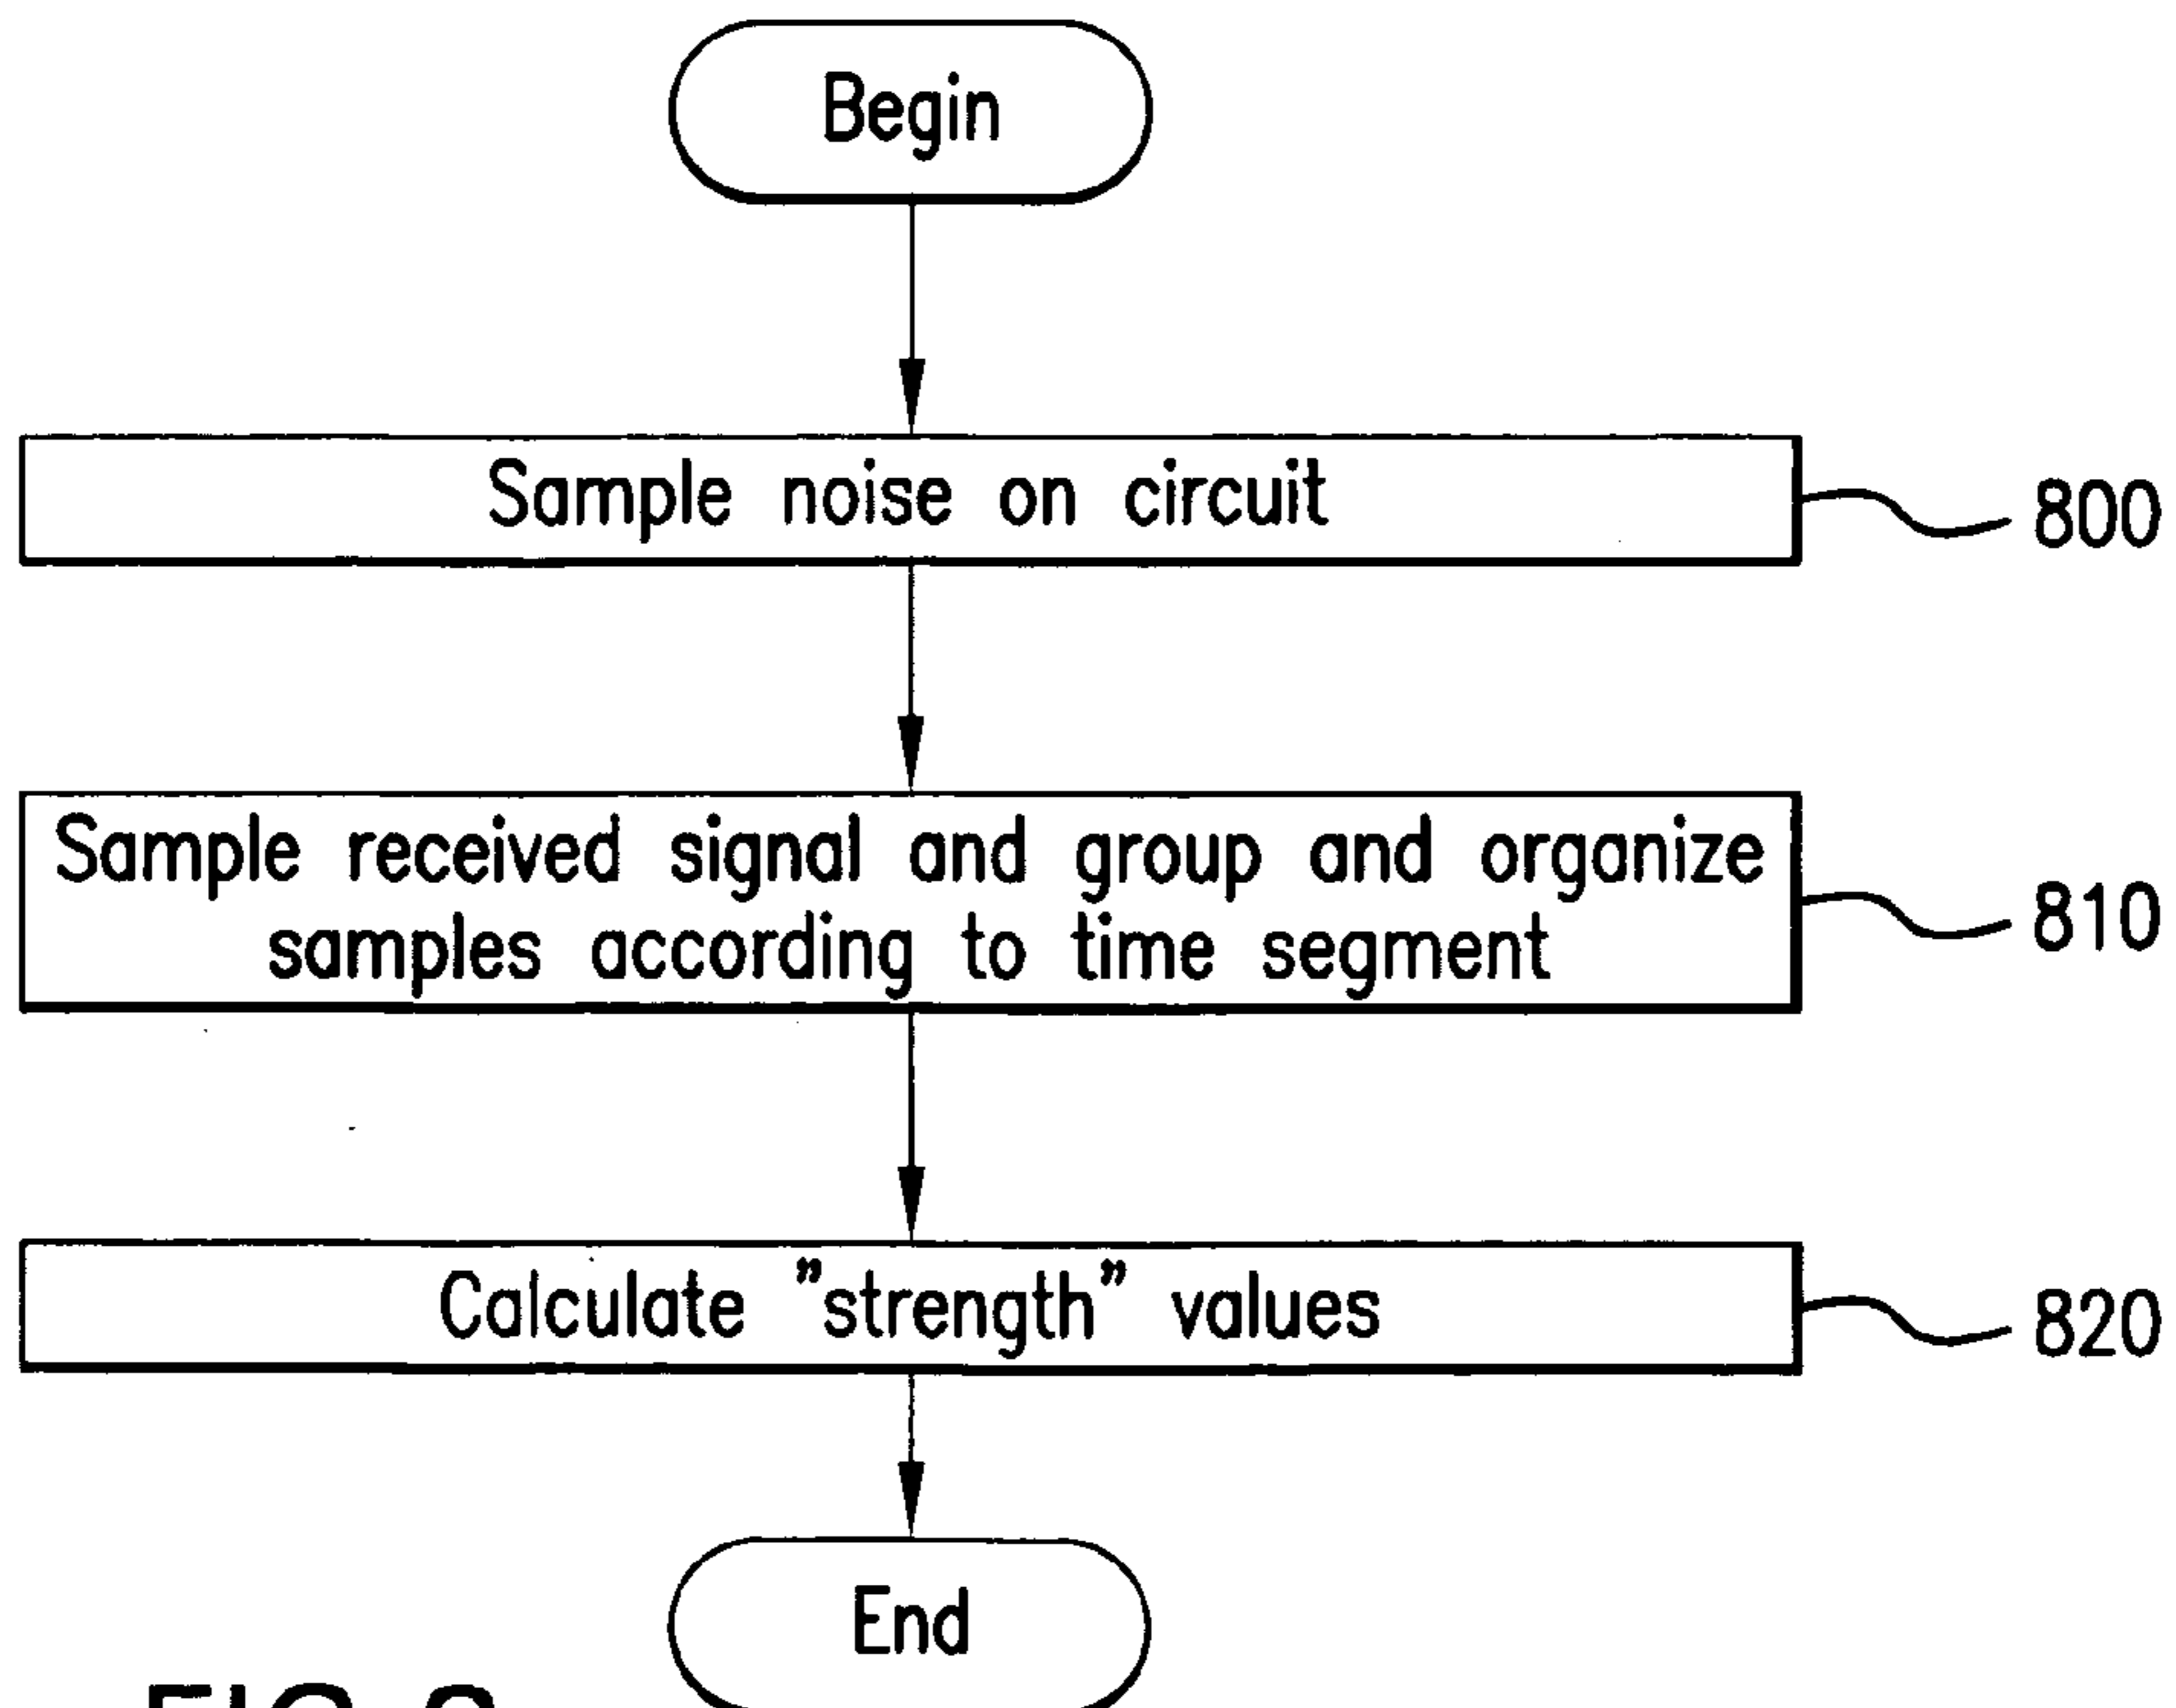 Begin
Sample noise on circuit
800
Sample received signal and group and organize
samples according to time segment
810
Calculate "strength" values
820
End